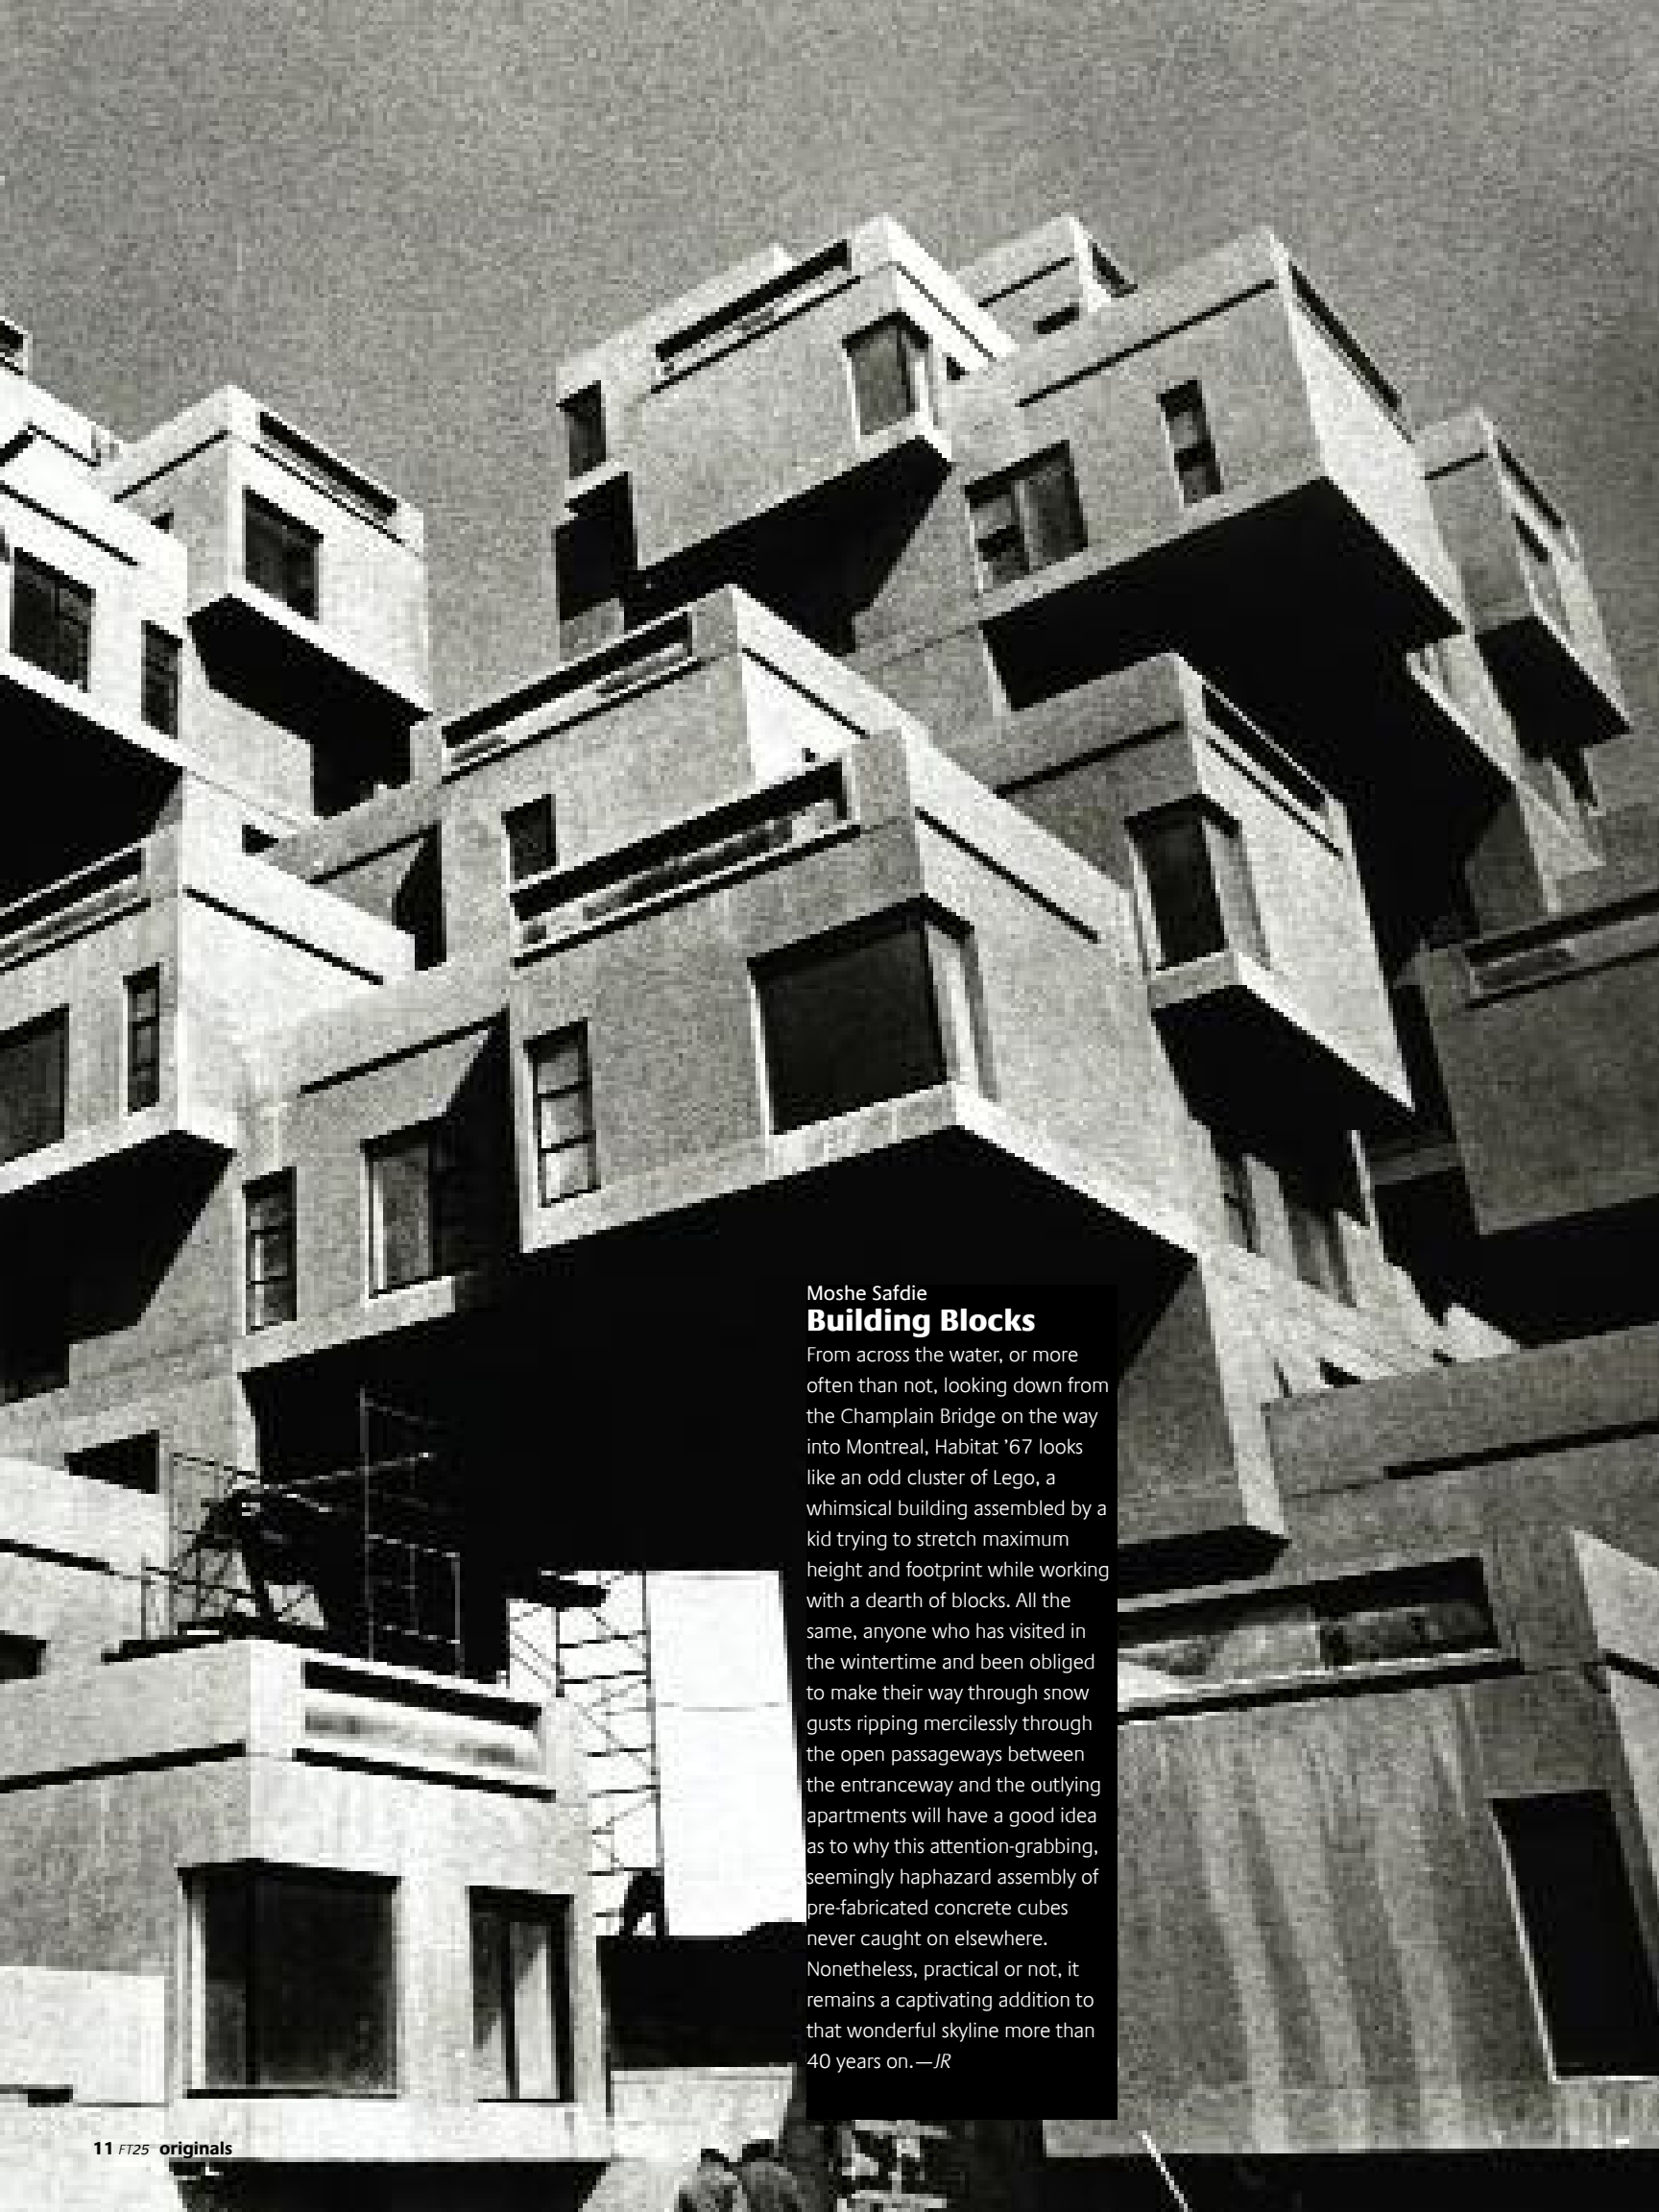 Moshe Safdie
Building Blocks
From across the water, or more
often than not, looking down from
the Champlain Bridge on the way
into Montreal, Habitat ’67 looks
like an odd cluster of Lego, a
whimsical building assembled by a
kid trying to stretch maximum
height and footprint while working
with a dearth of blocks. All the
same, anyone who has visited in
the wintertime and been obliged
to make their way through snow
gusts ripping mercilessly through
the open passageways between
the entranceway and the outlying
apartments will have a good idea
as to why this attention-grabbing,
seemingly haphazard assembly of
pre-fabricated concrete cubes
never caught on elsewhere.
Nonetheless, practical or not, it
remains a captivating addition to
that wonderful skyline more than
40 years on.—JR
11 FT25 originals